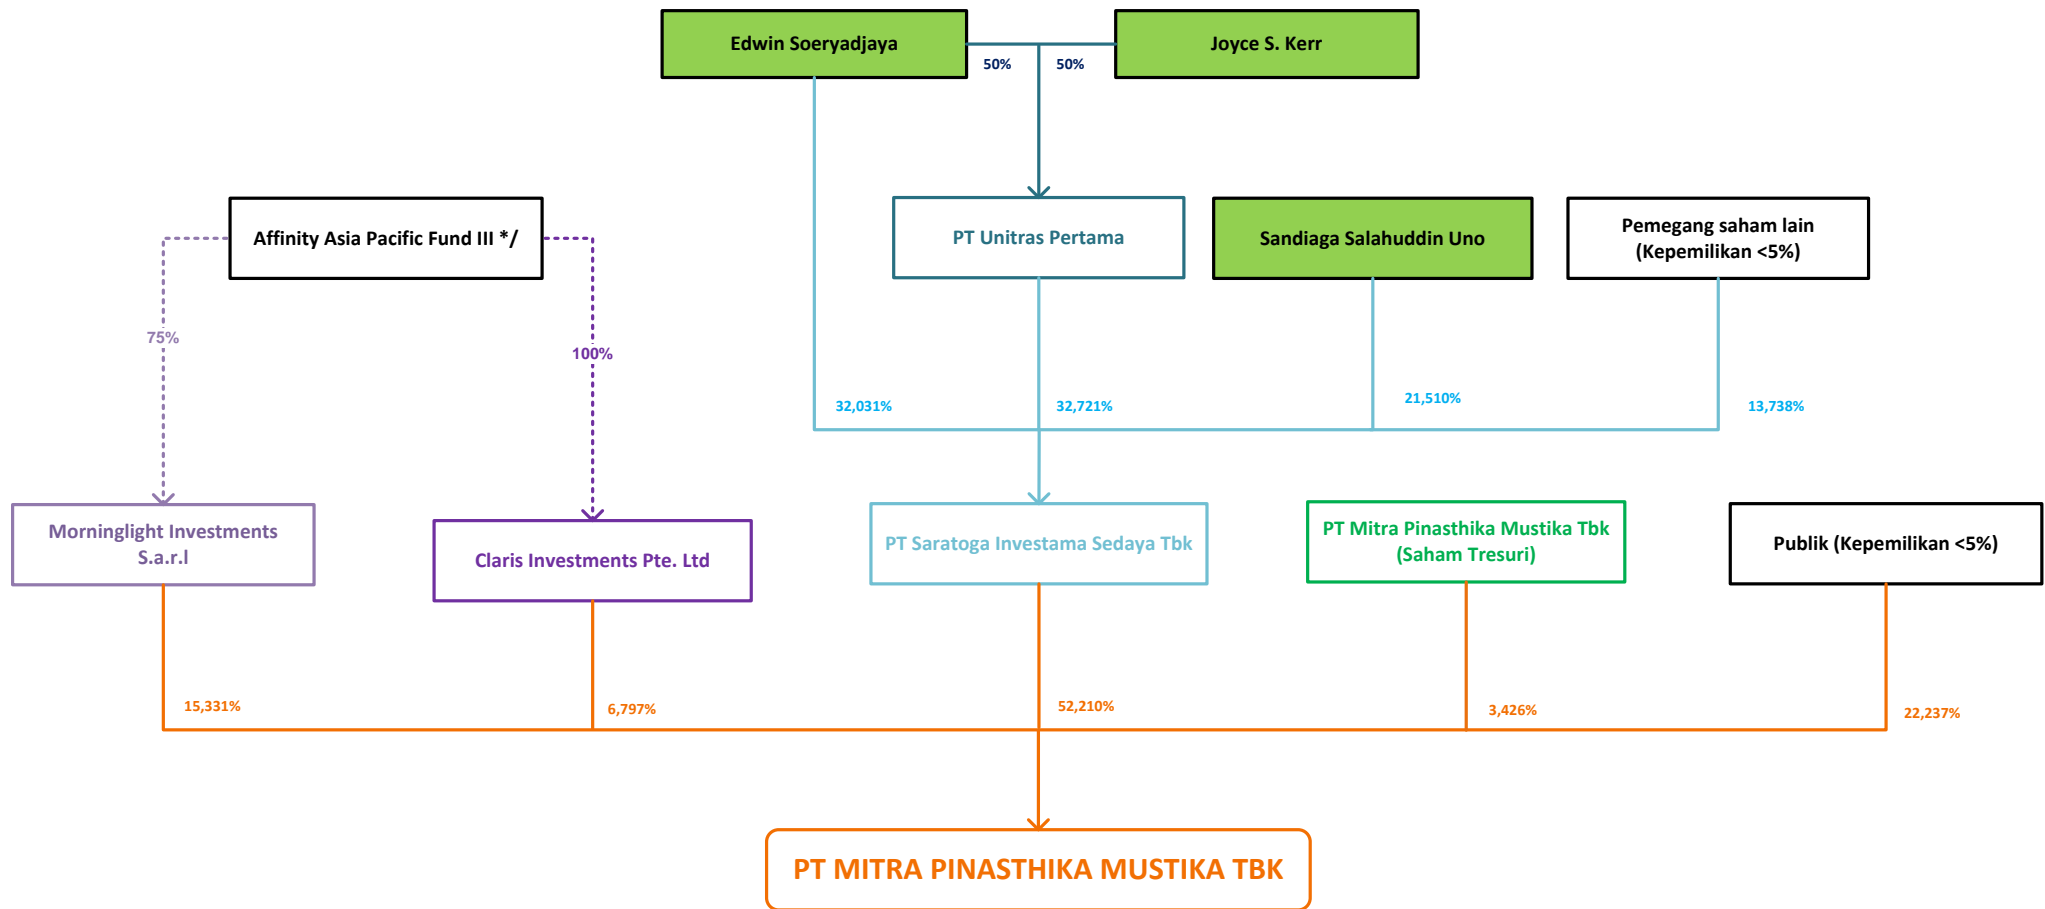 Edwin Soeryadjaya
Joyce S. Kerr
50%
50%
Affinity Asia Pacific Fund III */
PT Unitras Pertama
Sandiaga Salahuddin Uno
Pemegang saham lain
(Kepemilikan <5%)
75%
100%
32,031%
32,721%
21,510%
13,738%
Morninglight Investments
S.a.r.l
Claris Investments Pte. Ltd
PT Saratoga Investama Sedaya Tbk
PT Mitra Pinasthika Mustika Tbk
(Saham Tresuri)
Publik (Kepemilikan <5%)
15,331%
6,797%
52,210%
3,426%
22,237%
PT MITRA PINASTHIKA MUSTIKA TBK